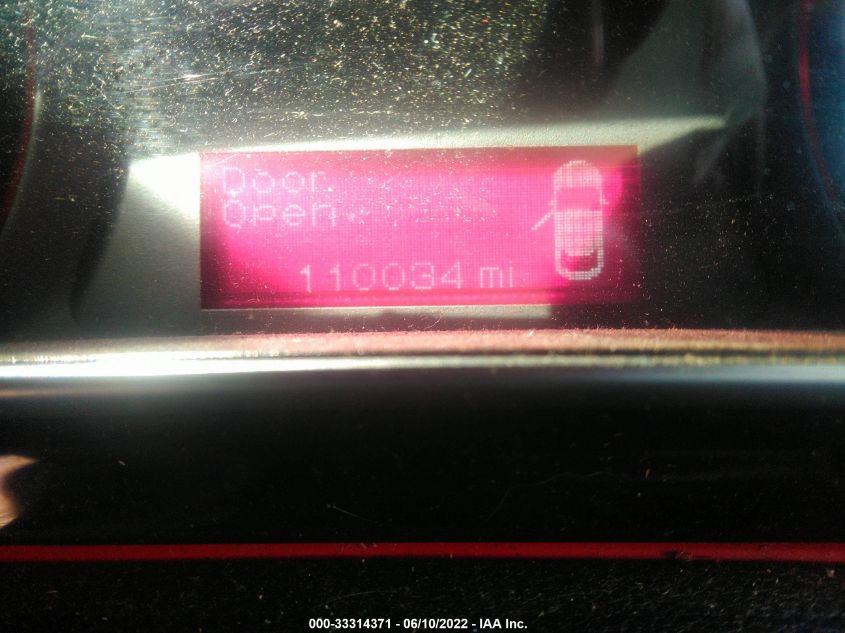 Door
Open
110034 mi
000-33314371 - 06/10/2022 - IAA Inc.